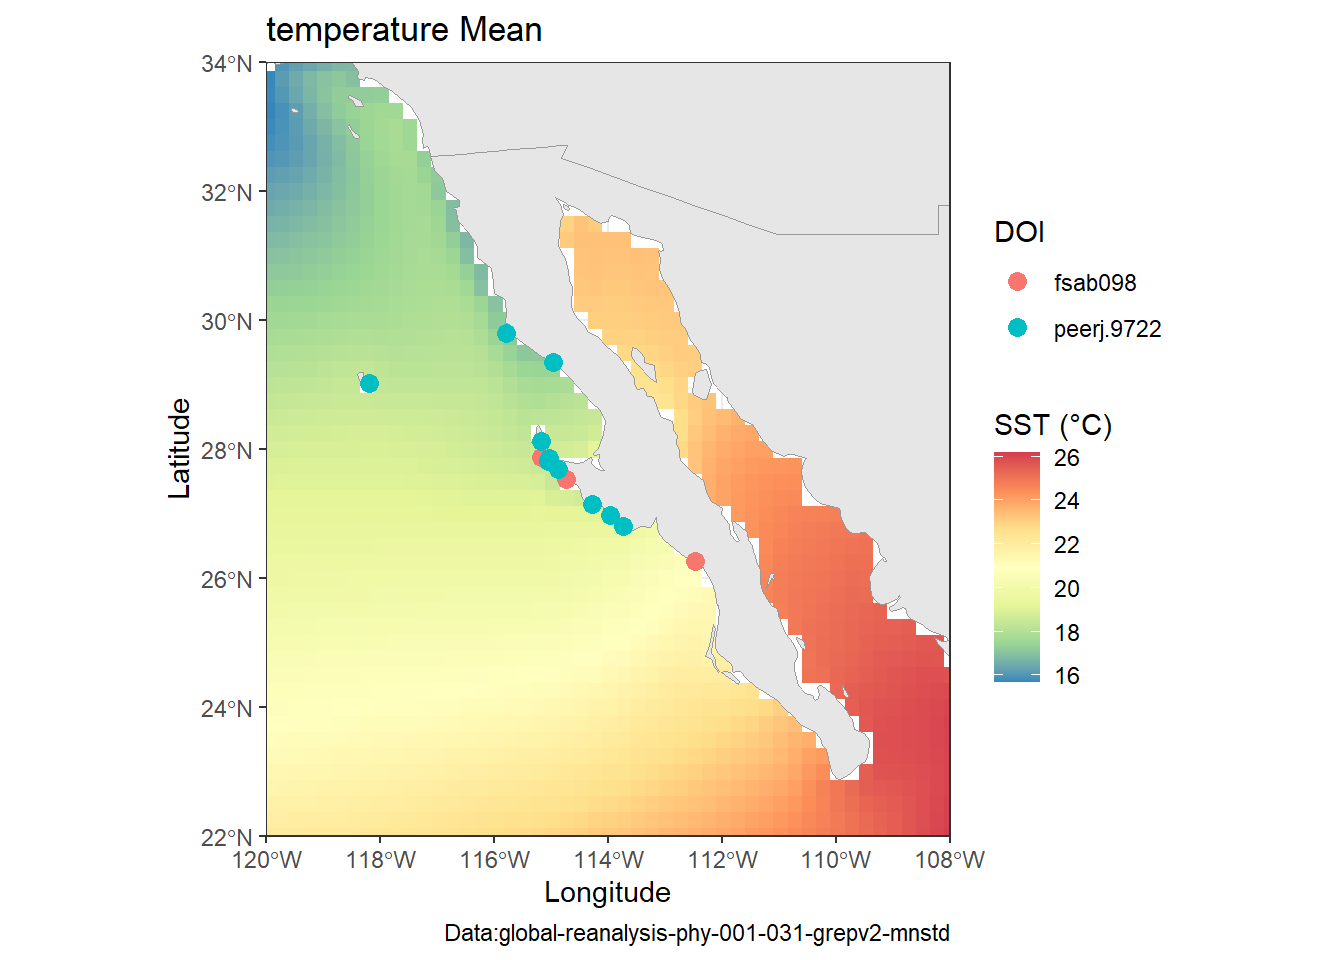 temperature Mean
34°N
32°N
30°N
28°N
26°N
24°N
22°N
Latitude
120°W
118°W
116°W
114°W
112°W
110°W
108°W
Longitude
Data:global-reanalysis-phy-001-031-grepv2-mnstd
DOI
fsab098
peerj.9722
SST (°C)
26
24
22
20
18
16